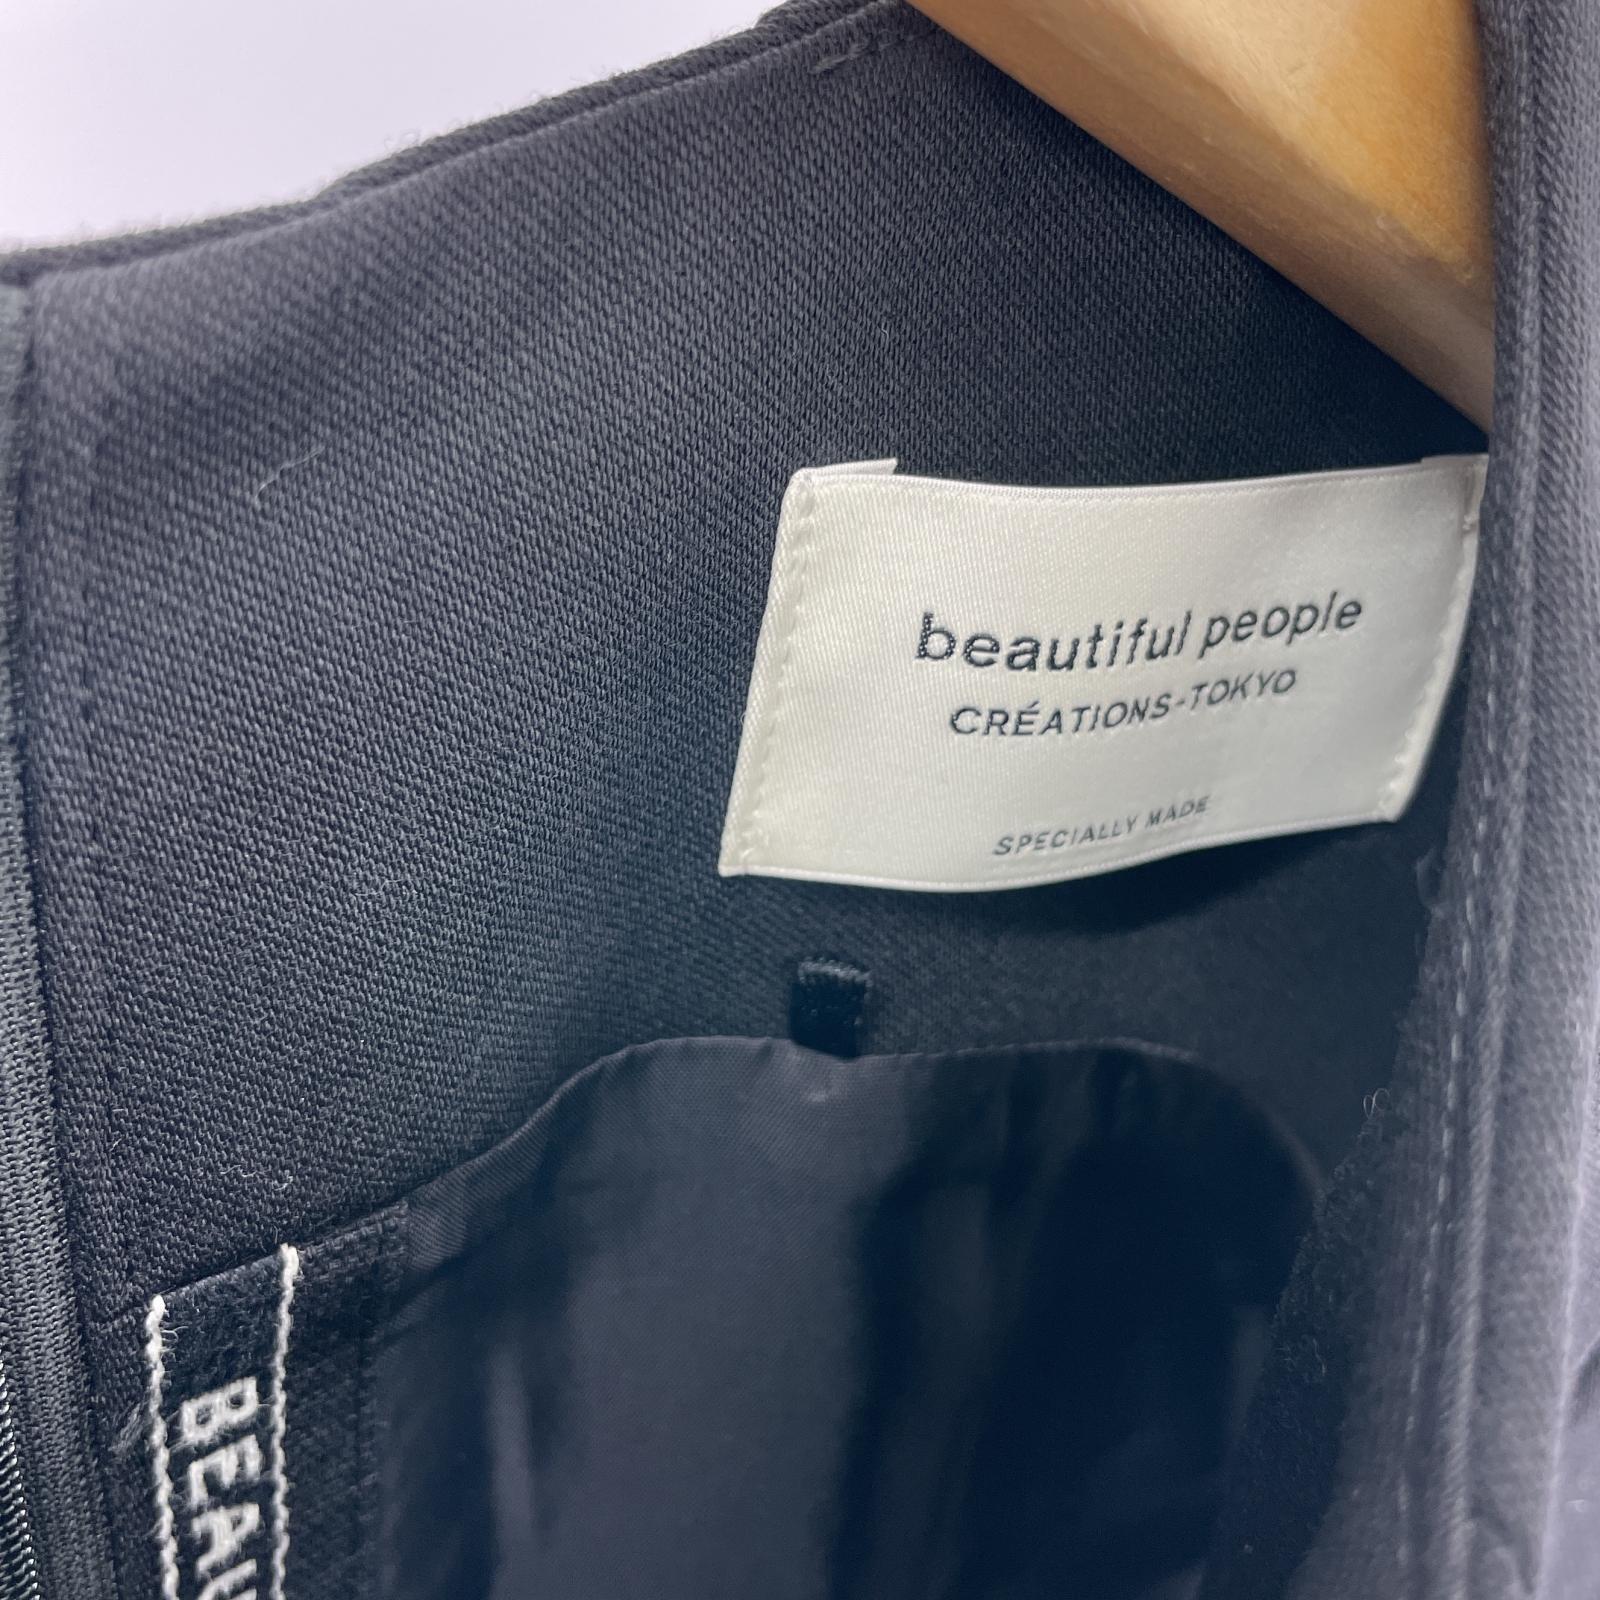 beautiful people
CRÉATIONS-TOKYO
SPECIALLY MADE
BEAU